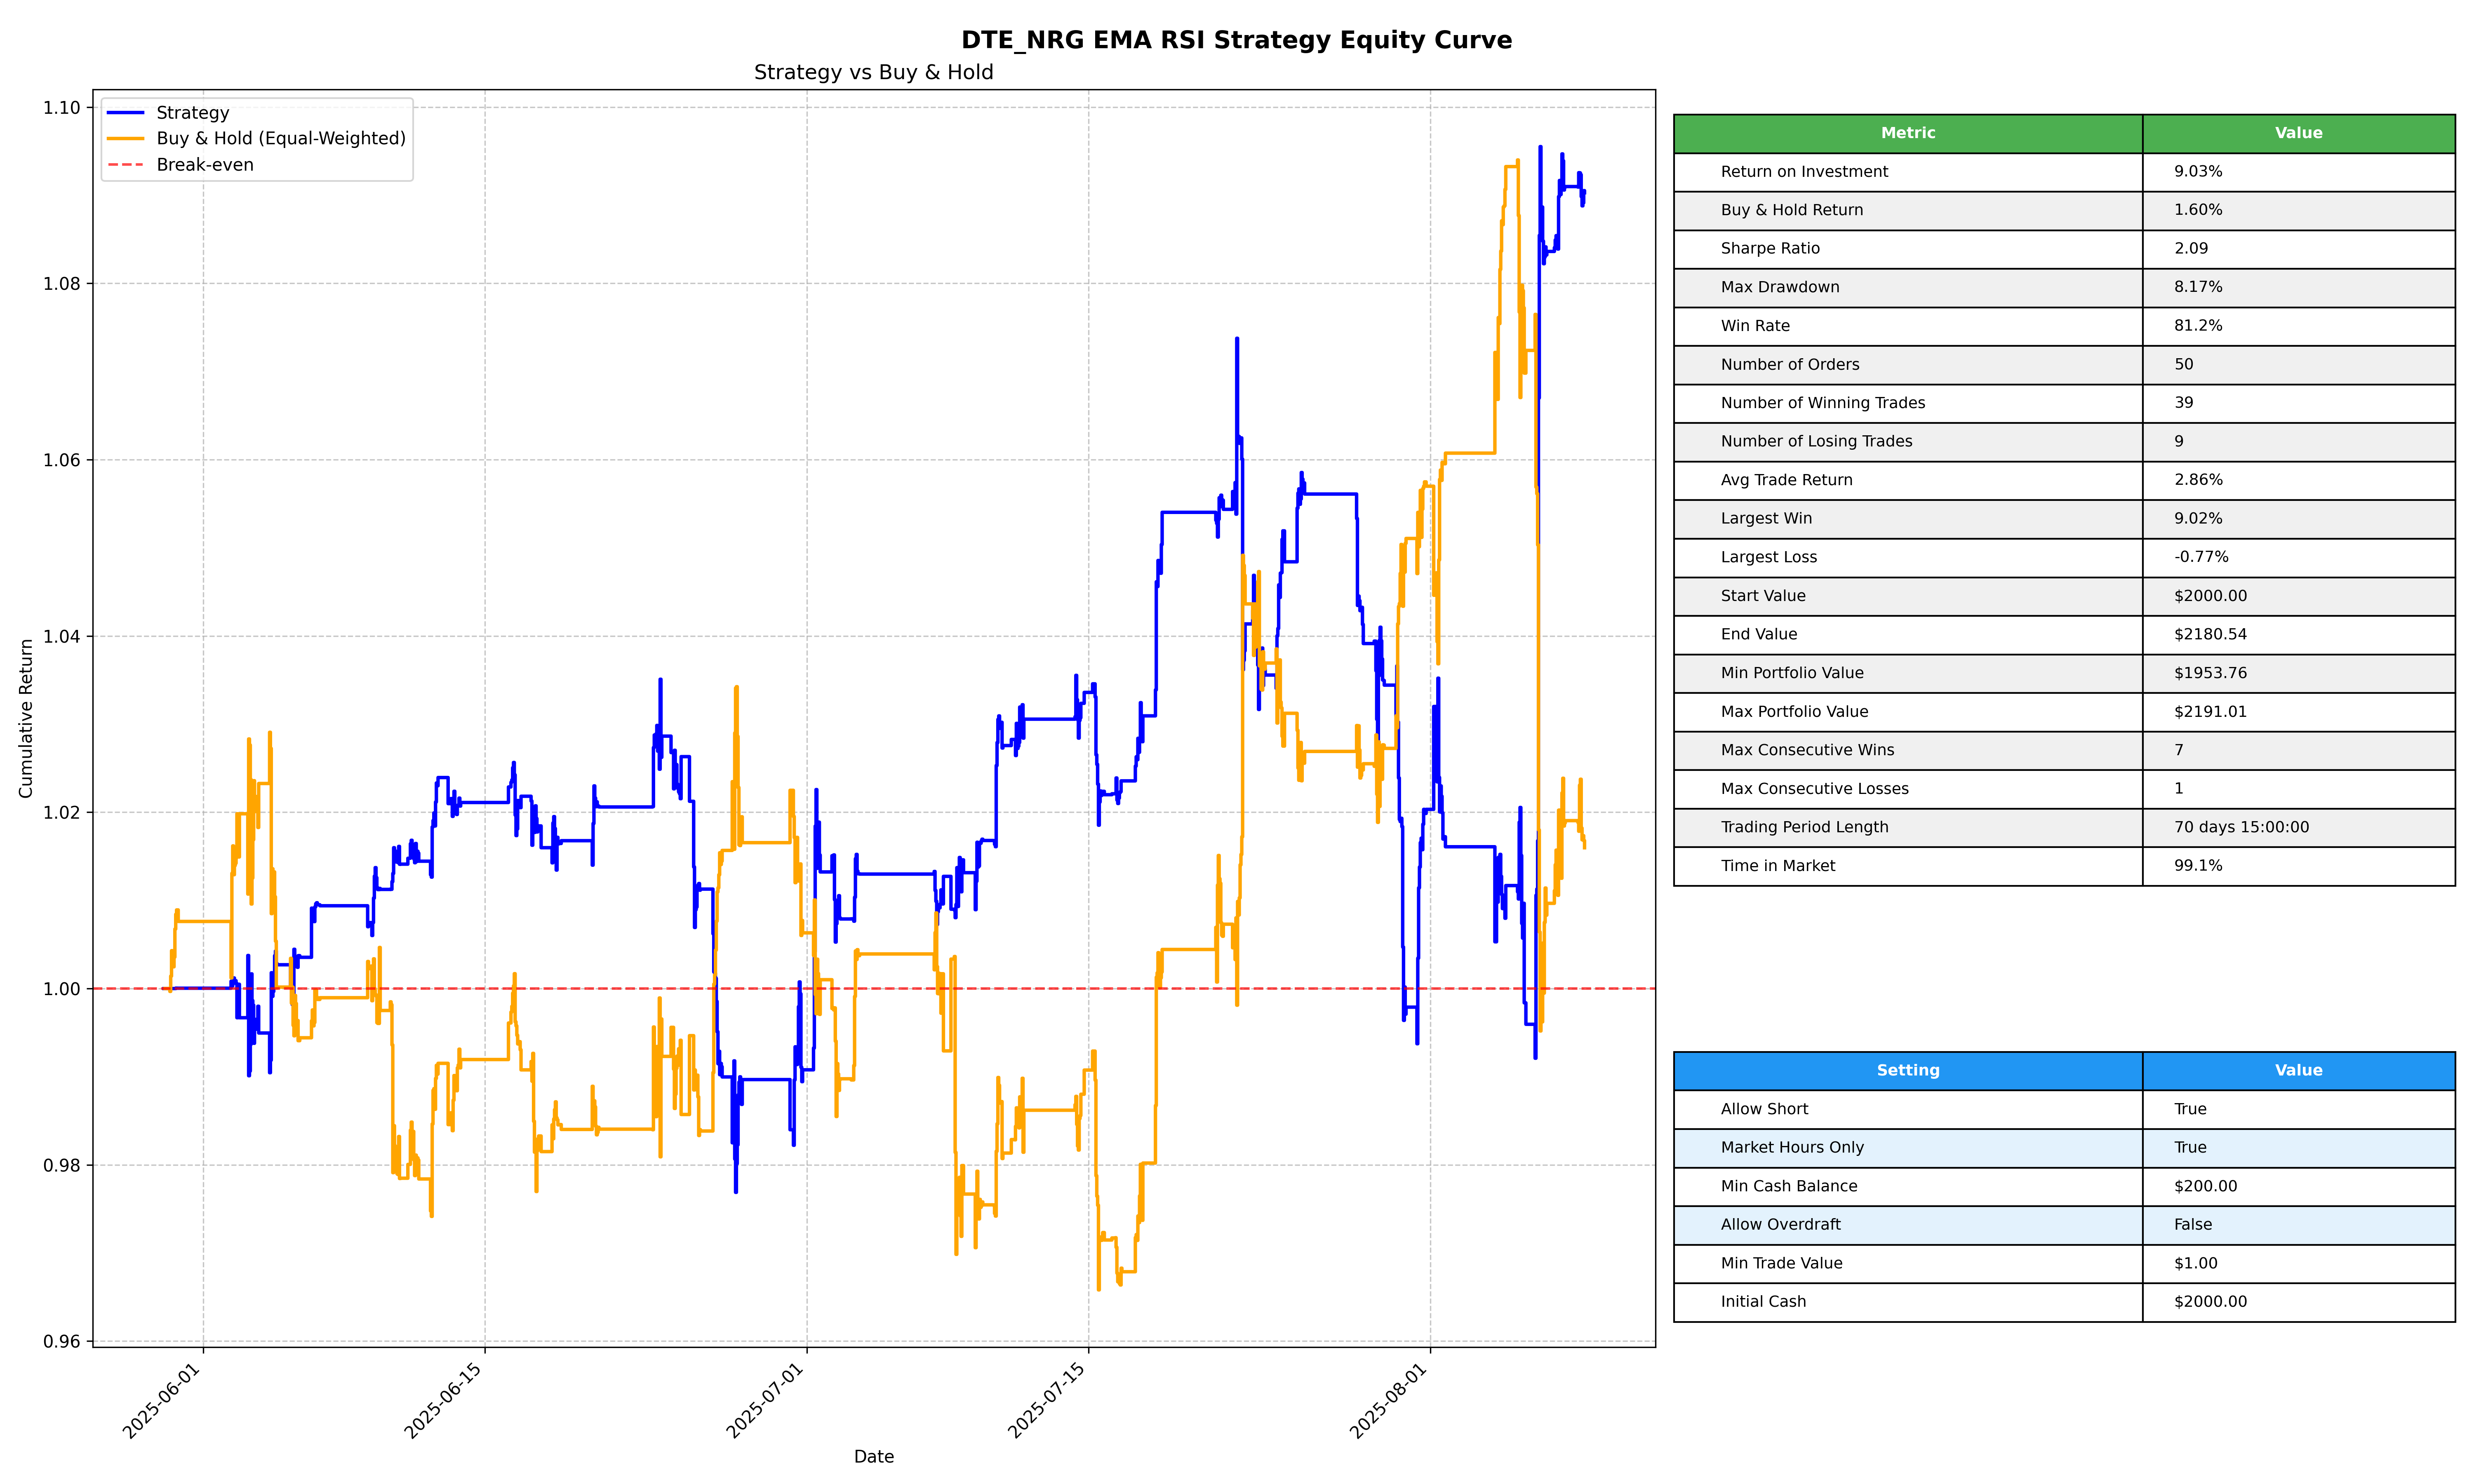 DTE_NRG EMA RSI Strategy Equity Curve
Strategy vs Buy & Hold
Strategy
Buy & Hold (Equal-Weighted)
Break-even
Cumulative Return
1.10
1.08
1.06
1.04
1.02
1.00
0.98
0.96
2025-06-01
2025-06-15
2025-07-01
2025-07-15
2025-08-01
Date
Metric Value
Return on Investment 9.03%
Buy & Hold Return 1.60%
Sharpe Ratio 2.09
Max Drawdown 8.17%
Win Rate 81.2%
Number of Orders 50
Number of Winning Trades 39
Number of Losing Trades 9
Avg Trade Return 2.86%
Largest Win 9.02%
Largest Loss -0.77%
Start Value $2000.00
End Value $2180.54
Min Portfolio Value $1953.76
Max Portfolio Value $2191.01
Max Consecutive Wins 7
Max Consecutive Losses 1
Trading Period Length 70 days 15:00:00
Time in Market 99.1%
Setting Value
Allow Short True
Market Hours Only True
Min Cash Balance $200.00
Allow Overdraft False
Min Trade Value $1.00
Initial Cash $2000.00